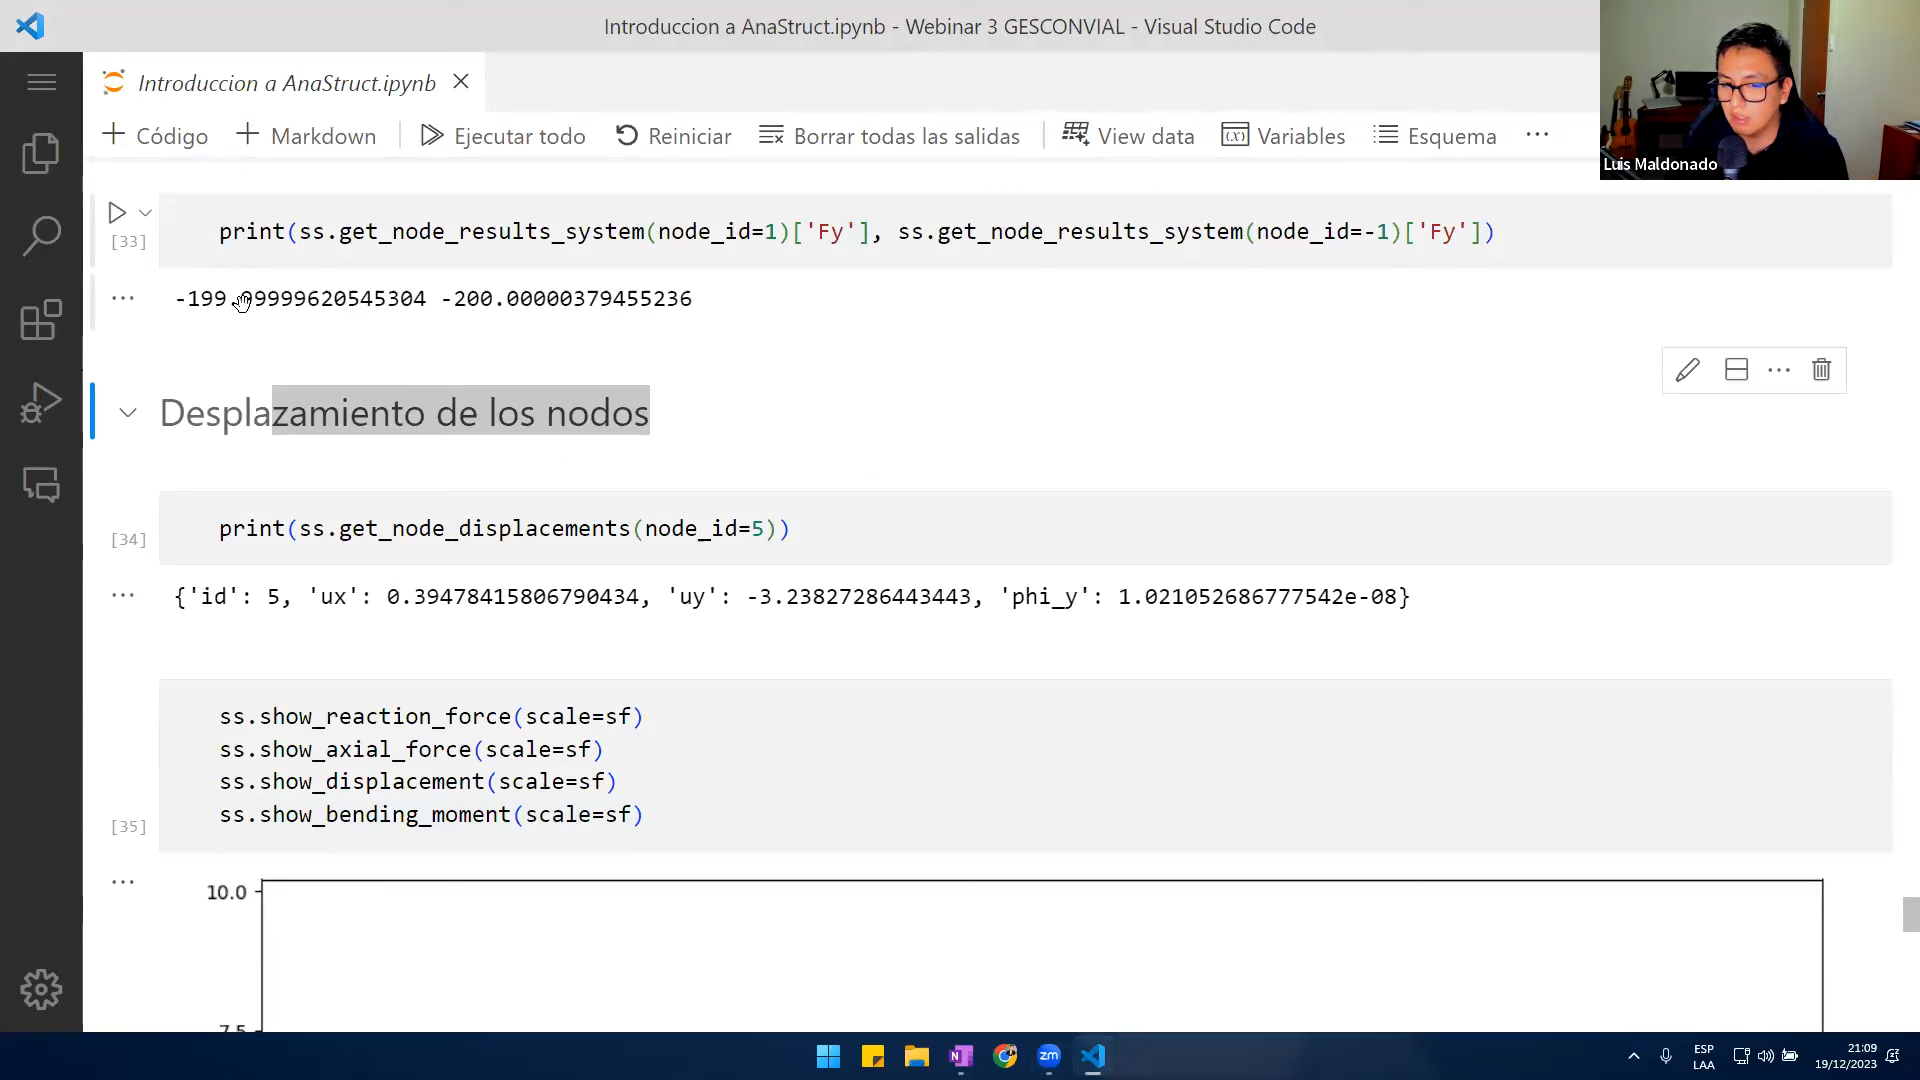 Introduccion a AnaStruct.ipynb - Webinar 3 GESCONVIAL - Visual Studio Code
Introduccion a AnaStruct.ipynb
Código
Markdown
Ejecutar todo
Reiniciar
Borrar todas las salidas
View data
Variables
Esquema
Luis Maldonado
print(ss.get_node_results_system(node_id=1)['Fy'], ss.get_node_results_system(node_id=-1)['Fy'])
[33]
-199.99999620545304 -200.00000379455236
Desplazamiento de los nodos
print(ss.get_node_displacements(node_id=5))
[34]
{'id': 5, 'ux': 0.39478415806790434, 'uy': -3.23827286443443, 'phi_y': 1.021052686777542e-08}
ss.show_reaction_force(scale=sf)
ss.show_axial_force(scale=sf)
ss.show_displacement(scale=sf)
ss.show_bending_moment(scale=sf)
[35]
10.0
7.5
zm
ESP
LAA
21:09
19/12/2023